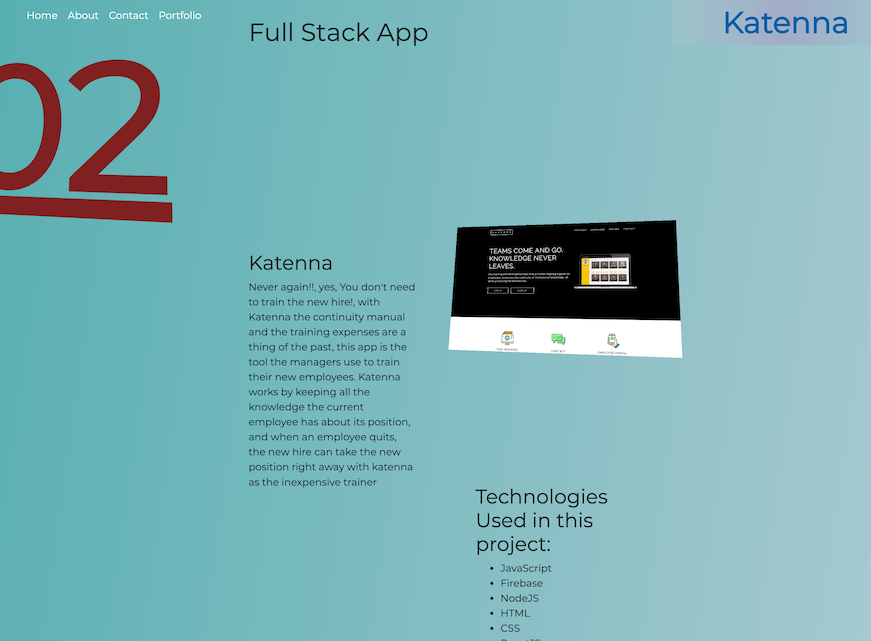 Home About Contact Portfolio
Full Stack App
Katenna
02
TEAMS COME AND GO.
KNOWLEDGE NEVER
LEAVES.
Katenna
Never again!!, yes, You don't need
to train the new hire!, with
Katenna the continuity manual
and the training expenses are a
thing of the past, this app is the
tool the managers use to train
their new employees. Katenna
works by keeping all the
knowledge the current
employee has about its position,
and when an employee quits,
the new hire can take the new
position right away with katenna
as the inexpensive trainer
CHAT BOT
EMPLOYEE PORTAL
Technologies
Used in this
project:
JavaScript
Firebase
NodeJS
HTML
CSS